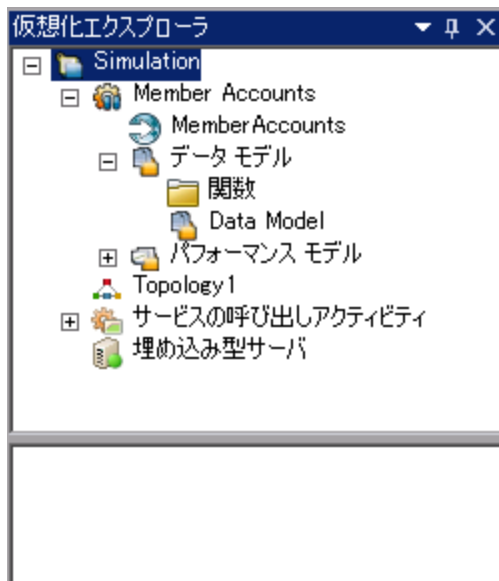 仮想化エクスプローラ
Simulation
Member Accounts
MemberAccounts
データ モデル
関数
Data Model
パフォーマンス モデル
Topology1
サービスの呼び出しアクティビティ
埋め込み型サーバ